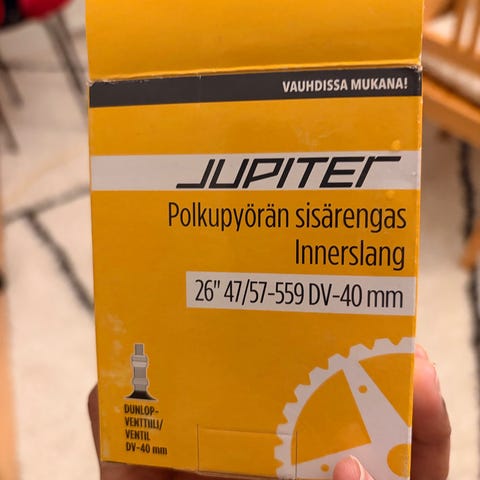 VAUHDISSA MUKANA!
JUPITER
Polkupyörän sisärengas
Innerslang
26" 47/57-559 DV-40 mm
DUNLOP-
VENTTIILI/
VENTIL
DV-40 mm